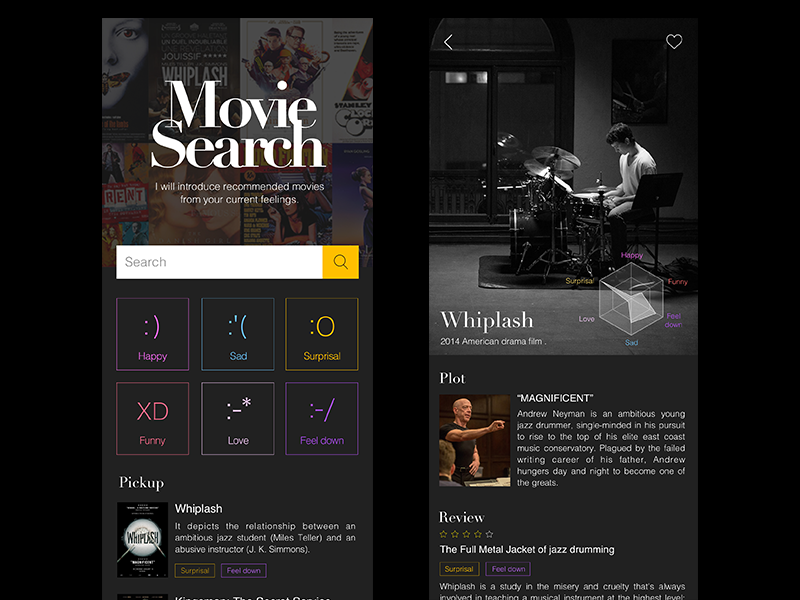 UN DUEL INOUBLIABLE
JOUISSIF
WHIPLASH
STANLEY
CLOC
RENT
Movie
Search
I will introduce recommended movies
from your current feelings.
Search
:)
Happy
:'(
Sad
:O
Surprisal
XD
Funny
:-*
Love
:-/
Feel down
Pickup
WHIPLASH
"MAGNIFICENT"
Whiplash
It depicts the relationship between an
ambitious jazz student (Miles Teller) and an
abusive instructor (J. K. Simmons).
Surprisal
Feel down
Kingsman: The Secret Service
Happy
Surprisal
Funny
Love
Feel
down
Sad
Whiplash
2014 American drama film .
Plot
“MAGNIFICENT”
Andrew Neyman is an ambitious young
jazz drummer, single-minded in his pursuit
to rise to the top of his elite east coast
music conservatory. Plagued by the failed
writing career of his father, Andrew
hungers day and night to become one of
the greats.
Review
The Full Metal Jacket of jazz drumming
Surprisal
Feel down
Whiplash is a study in the misery and cruelty that's always
involved in teaching a musical instrument at the highest level: